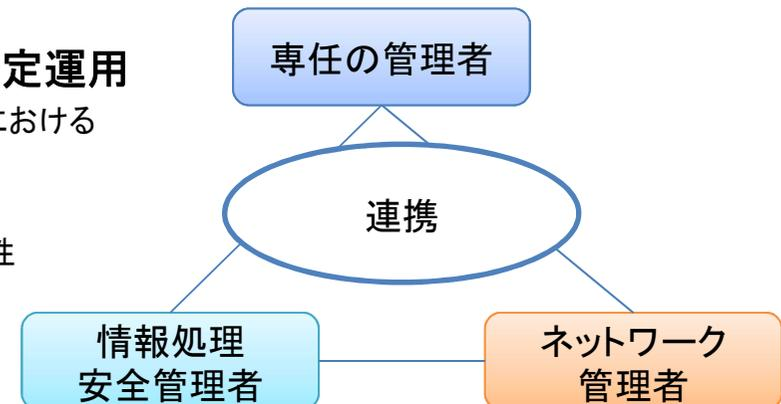 定運用
における
性
専任の管理者
連携
情報処理
安全管理者
ネットワーク
管理者